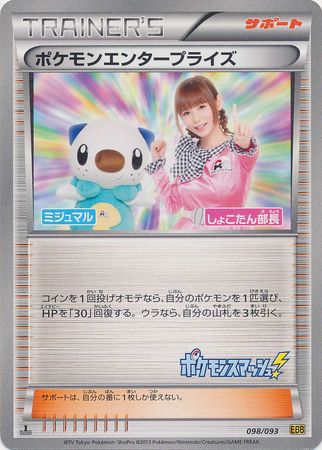 TRAINER'S
サポート
ポケモンエンタープライズ
ミジュマル
しょこたん部長
コインを1回投げオモテなら、自分のポケモンを1匹選び、
HPを「30」回復する。ウラなら、自分の山札を3枚引く。
ポケモンスマッシュ!
サポートは、自分の番に1枚しか使えない。
1
098/093
EBB
©TV Tokyo・Pokémon・ShoPro ©2013 Pokémon/Nintendo/Creatures/GAME FREAK.